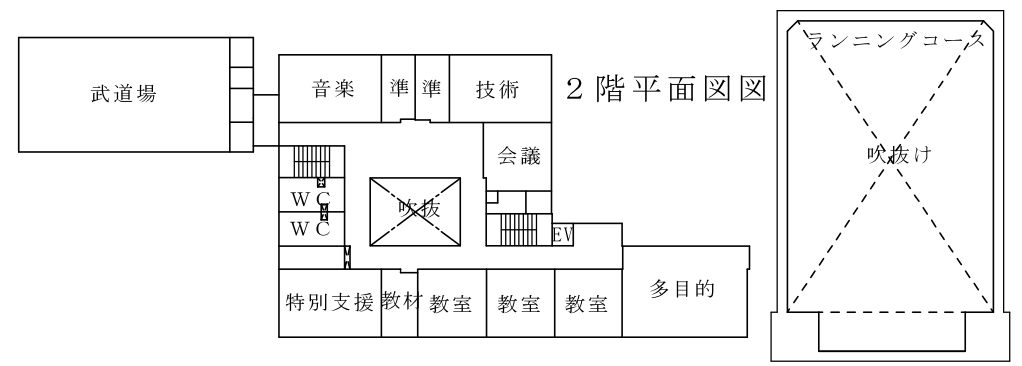 ランニングコース
音楽
準
準
技術
２階平面図図
武道場
会議
吹抜け
ＷＣ
吹抜
ＷＣ
EV
多目的
特別支援
教材
教室
教室
教室